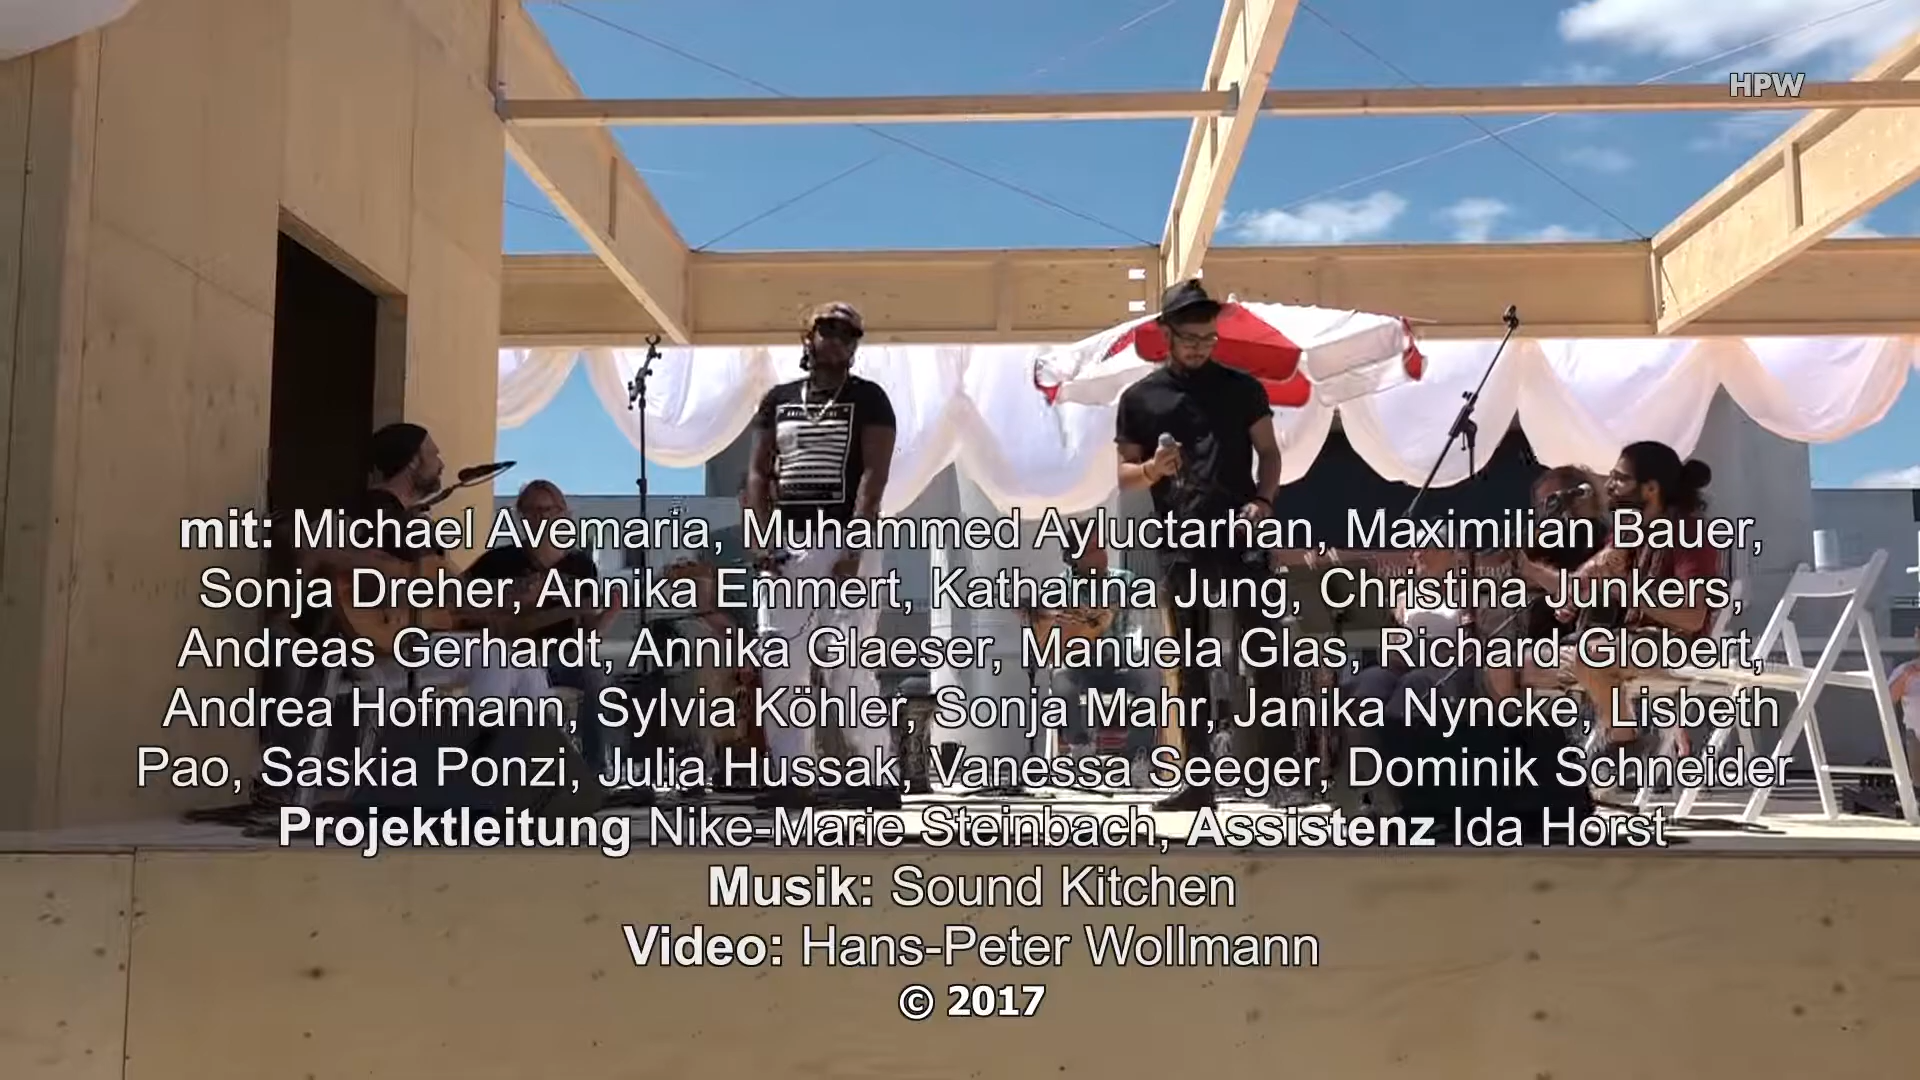 HPW
mit: Michael Avemaria, Muhammed Ayluctarhan, Maximilian Bauer,
Sonja Dreher, Annika Emmert, Katharina Jung, Christina Junkers,
Andreas Gerhardt, Annika Glaeser, Manuela Glas, Richard Globert,
Andrea Hofmann, Sylvia Köhler, Sonja Mahr, Janika Nyncke, Lisbeth
Pao, Saskia Ponzi, Julia Hussak, Vanessa Seeger, Dominik Schneider
Projektleitung Nike-Marie Steinbach, Assistenz Ida Horst
Musik: Sound Kitchen
Video: Hans-Peter Wollmann
© 2017